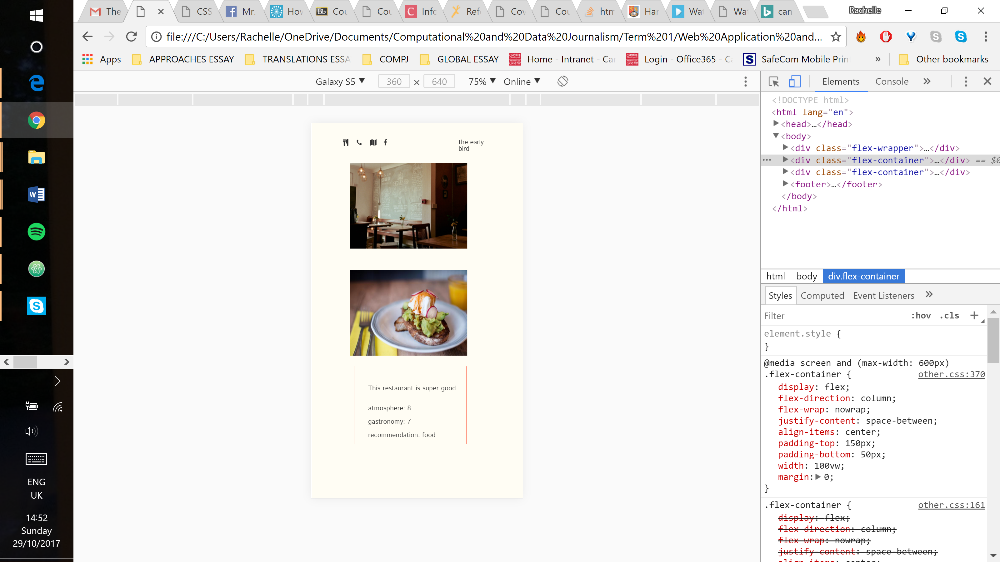 The
CSS
Mr.
How
Bb
Cou
Cou
C
Info
Refe
Cov
Cou
htm
Har
Wat
Wat
can
Rachelle
file:///C:/Users/Rachelle/OneDrive/Documents/Computational%20and%20Data%20Journalism/Term%201/Web%20Application%20and...
Apps
APPROACHES ESSAY
TRANSLATIONS ESSA
COMPJ
GLOBAL ESSAY
Home - Intranet - Car
Login - Office365 - Ca
SafeCom Mobile Prin
»
Other bookmarks
Galaxy S5
360 × 640
75%
Online
Elements
Console
»
<!DOCTYPE html>
<html lang="en">
<head>…</head>
<body>
<div class="flex-wrapper">…</div>
<div class="flex-container">…</div> == $0
<div class="flex-container">…</div>
<footer>…</footer>
</body>
</html>
the early
bird
This restaurant is super good
atmosphere: 8
gastronomy: 7
recommendation: food
html body div.flex-container
Styles Computed Event Listeners »
Filter :hov .cls +
element.style {
}
@media screen and (max-width: 600px)
.flex-container { other.css:370
display: flex;
flex-direction: column;
flex-wrap: nowrap;
justify-content: space-between;
align-items: center;
padding-top: 150px;
padding-bottom: 50px;
width: 100vw;
margin: 0;
}
.flex-container { other.css:161
display: flex;
flex-direction: column;
flex-wrap: nowrap;
justify-content: space-between;
align-items: center;
ENG
UK
14:52
Sunday
29/10/2017